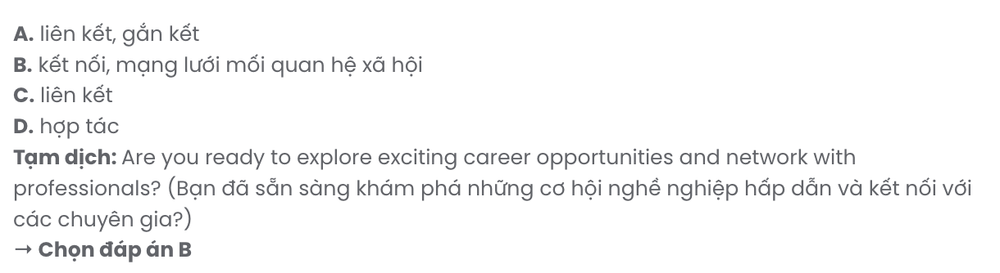 A. liên kết, gắn kết
B. kết nối, mạng lưới mối quan hệ xã hội
C. liên kết
D. hợp tác
Tạm dịch: Are you ready to explore exciting career opportunities and network with
professionals? (Bạn đã sẵn sàng khám phá những cơ hội nghề nghiệp hấp dẫn và kết nối với
các chuyên gia?)
→ Chọn đáp án B